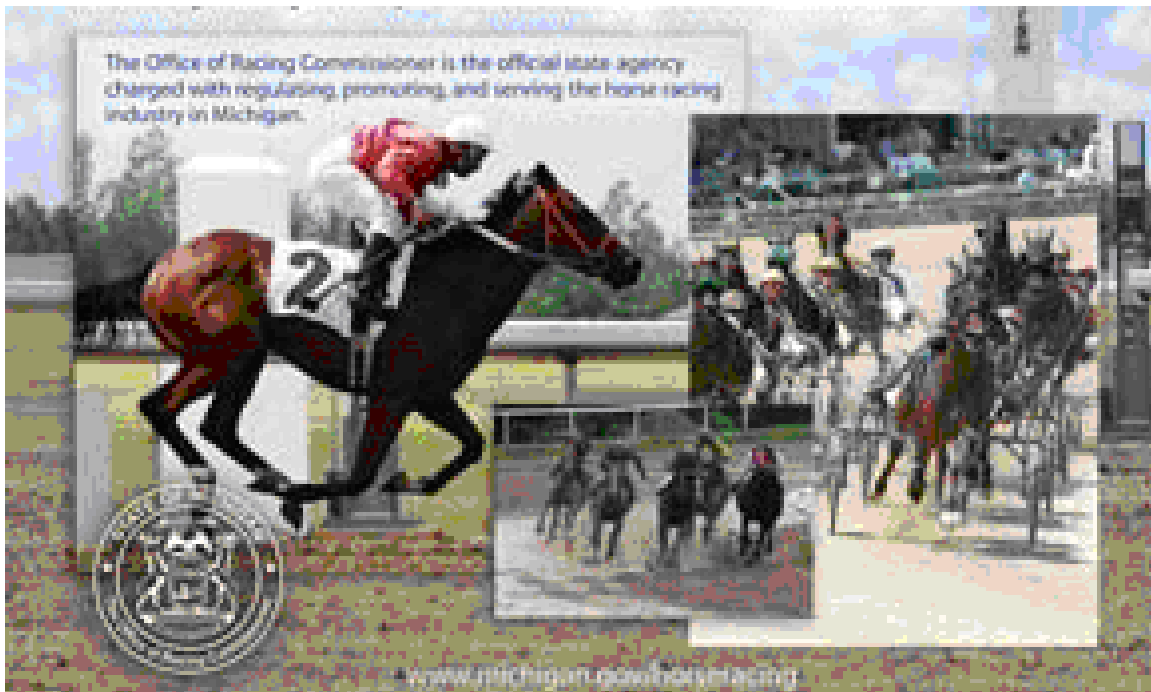 The Office of Racing Commissioner is the official state agency
charged with regulating, promoting, and serving the horse racing
industry in Michigan.
2
www.michigan.gov/horseracing